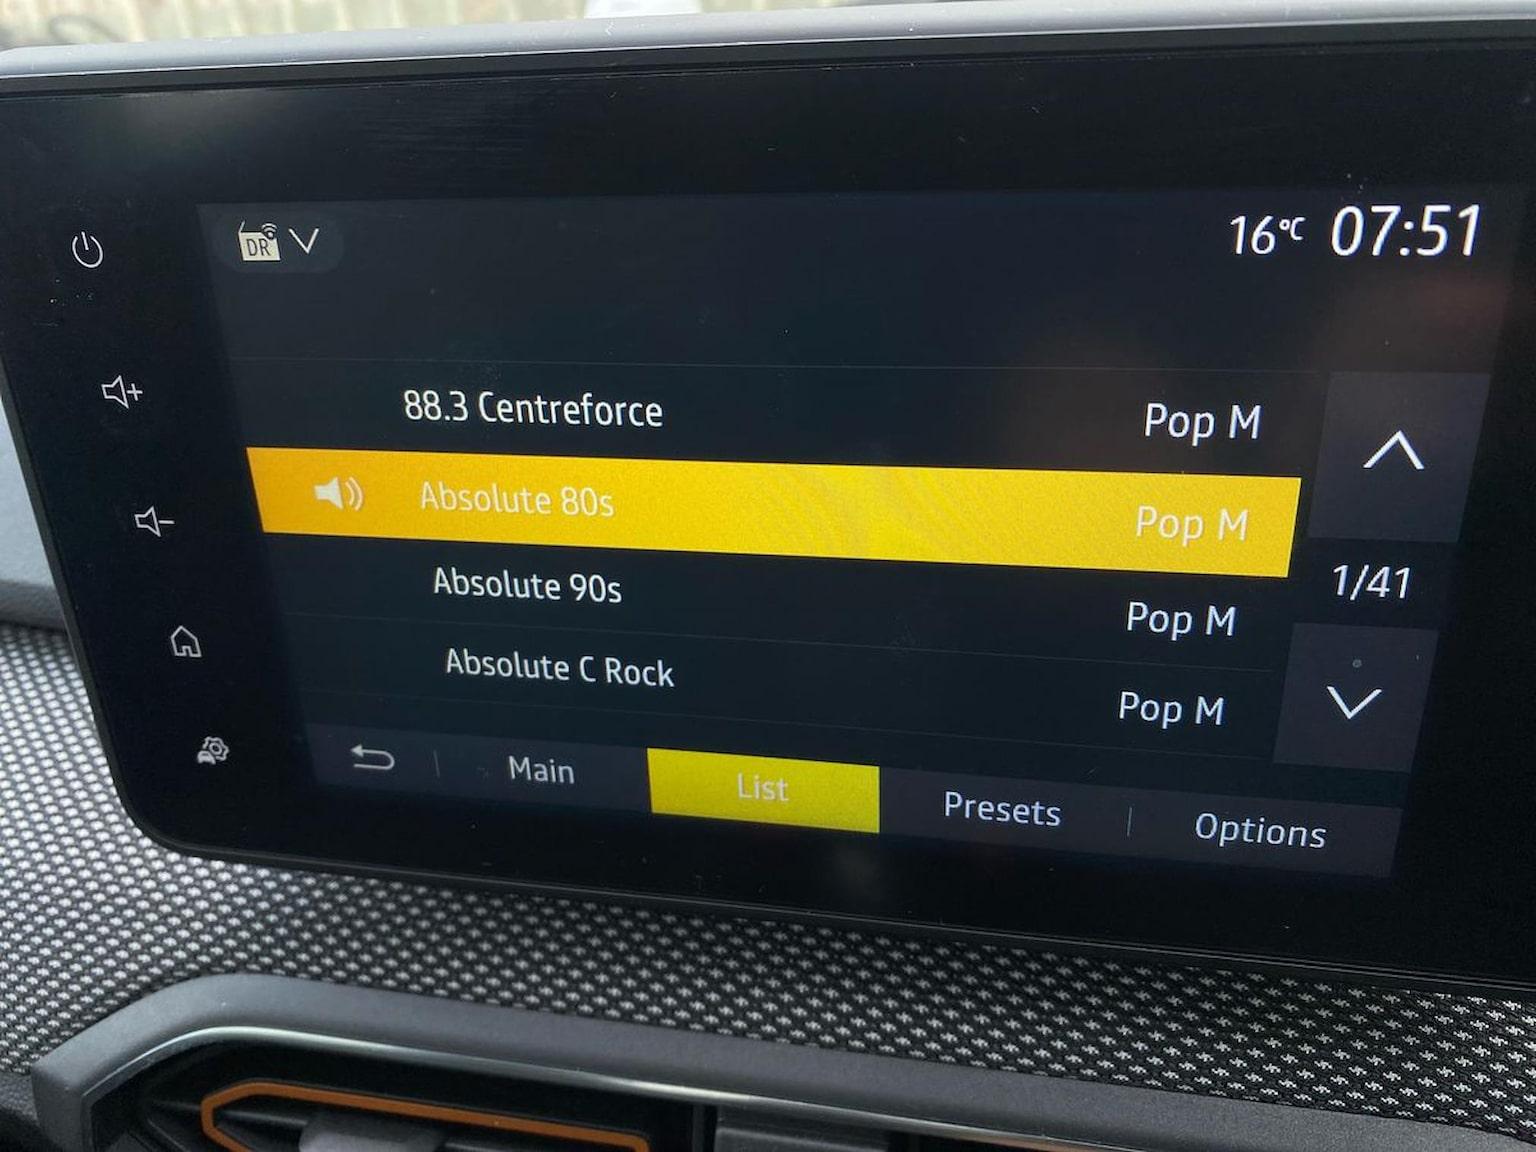 DR
16°C 07:51
88.3 Centreforce Pop M
Absolute 80s Pop M
1/41
Absolute 90s Pop M
Absolute C Rock Pop M
Main List Presets Options